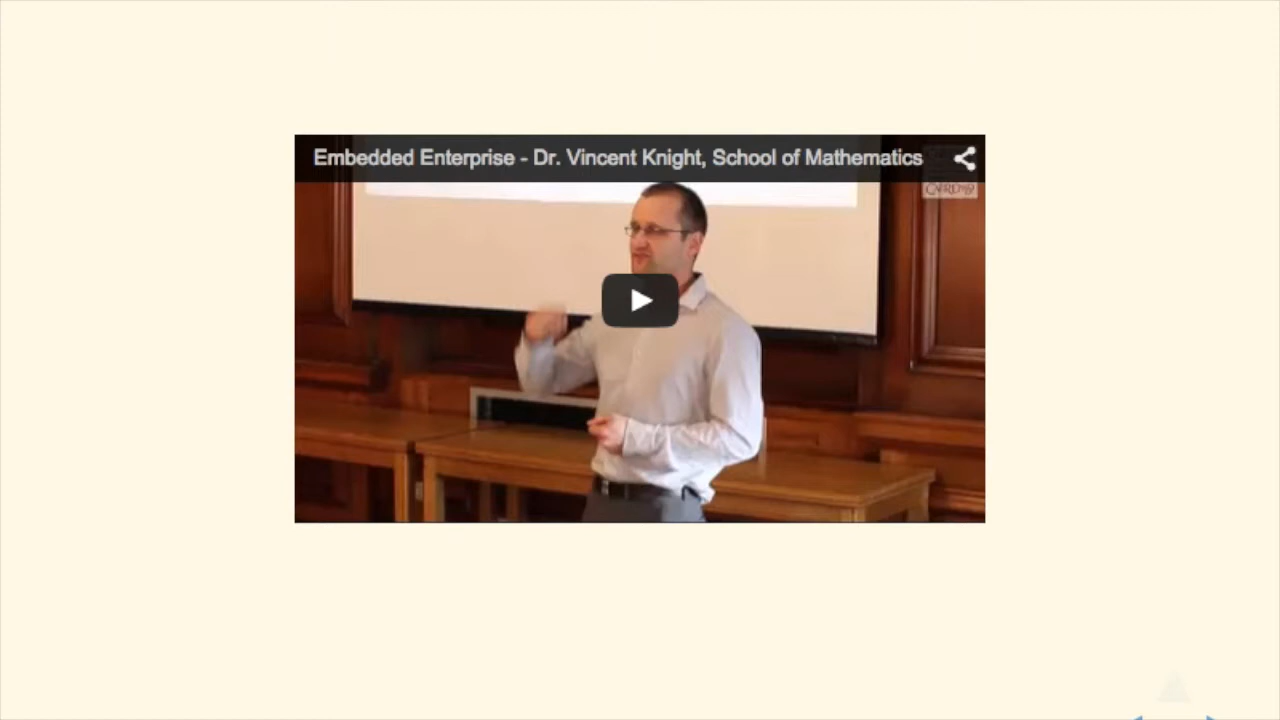 Embedded Enterprise - Dr. Vincent Knight, School of Mathematics